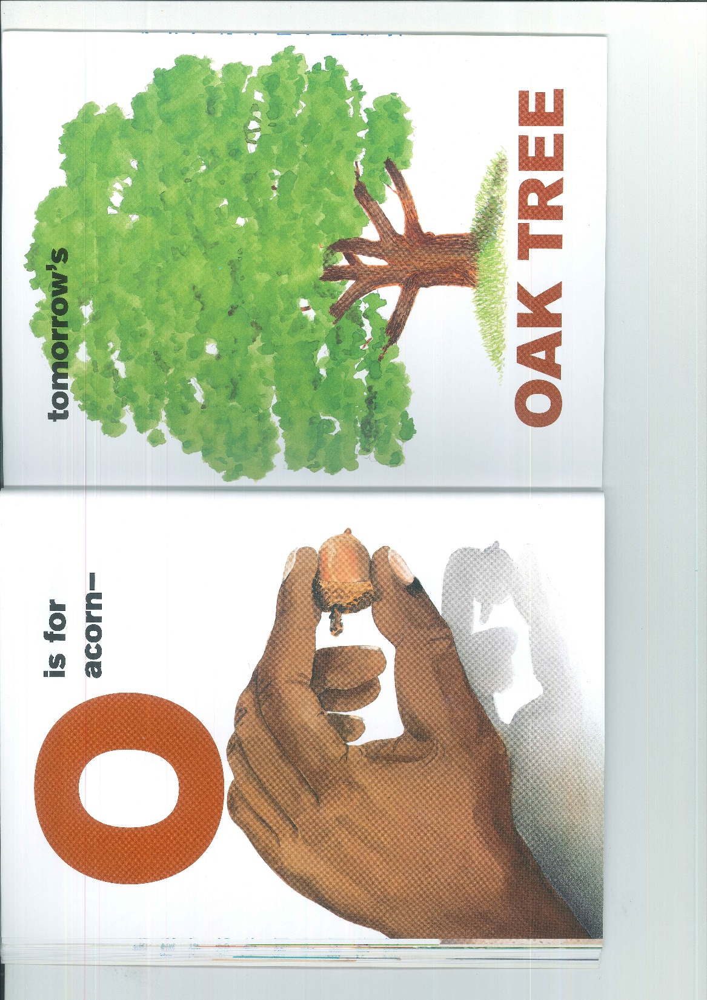 O
is for
acorn–
tomorrow's
OAK TREE